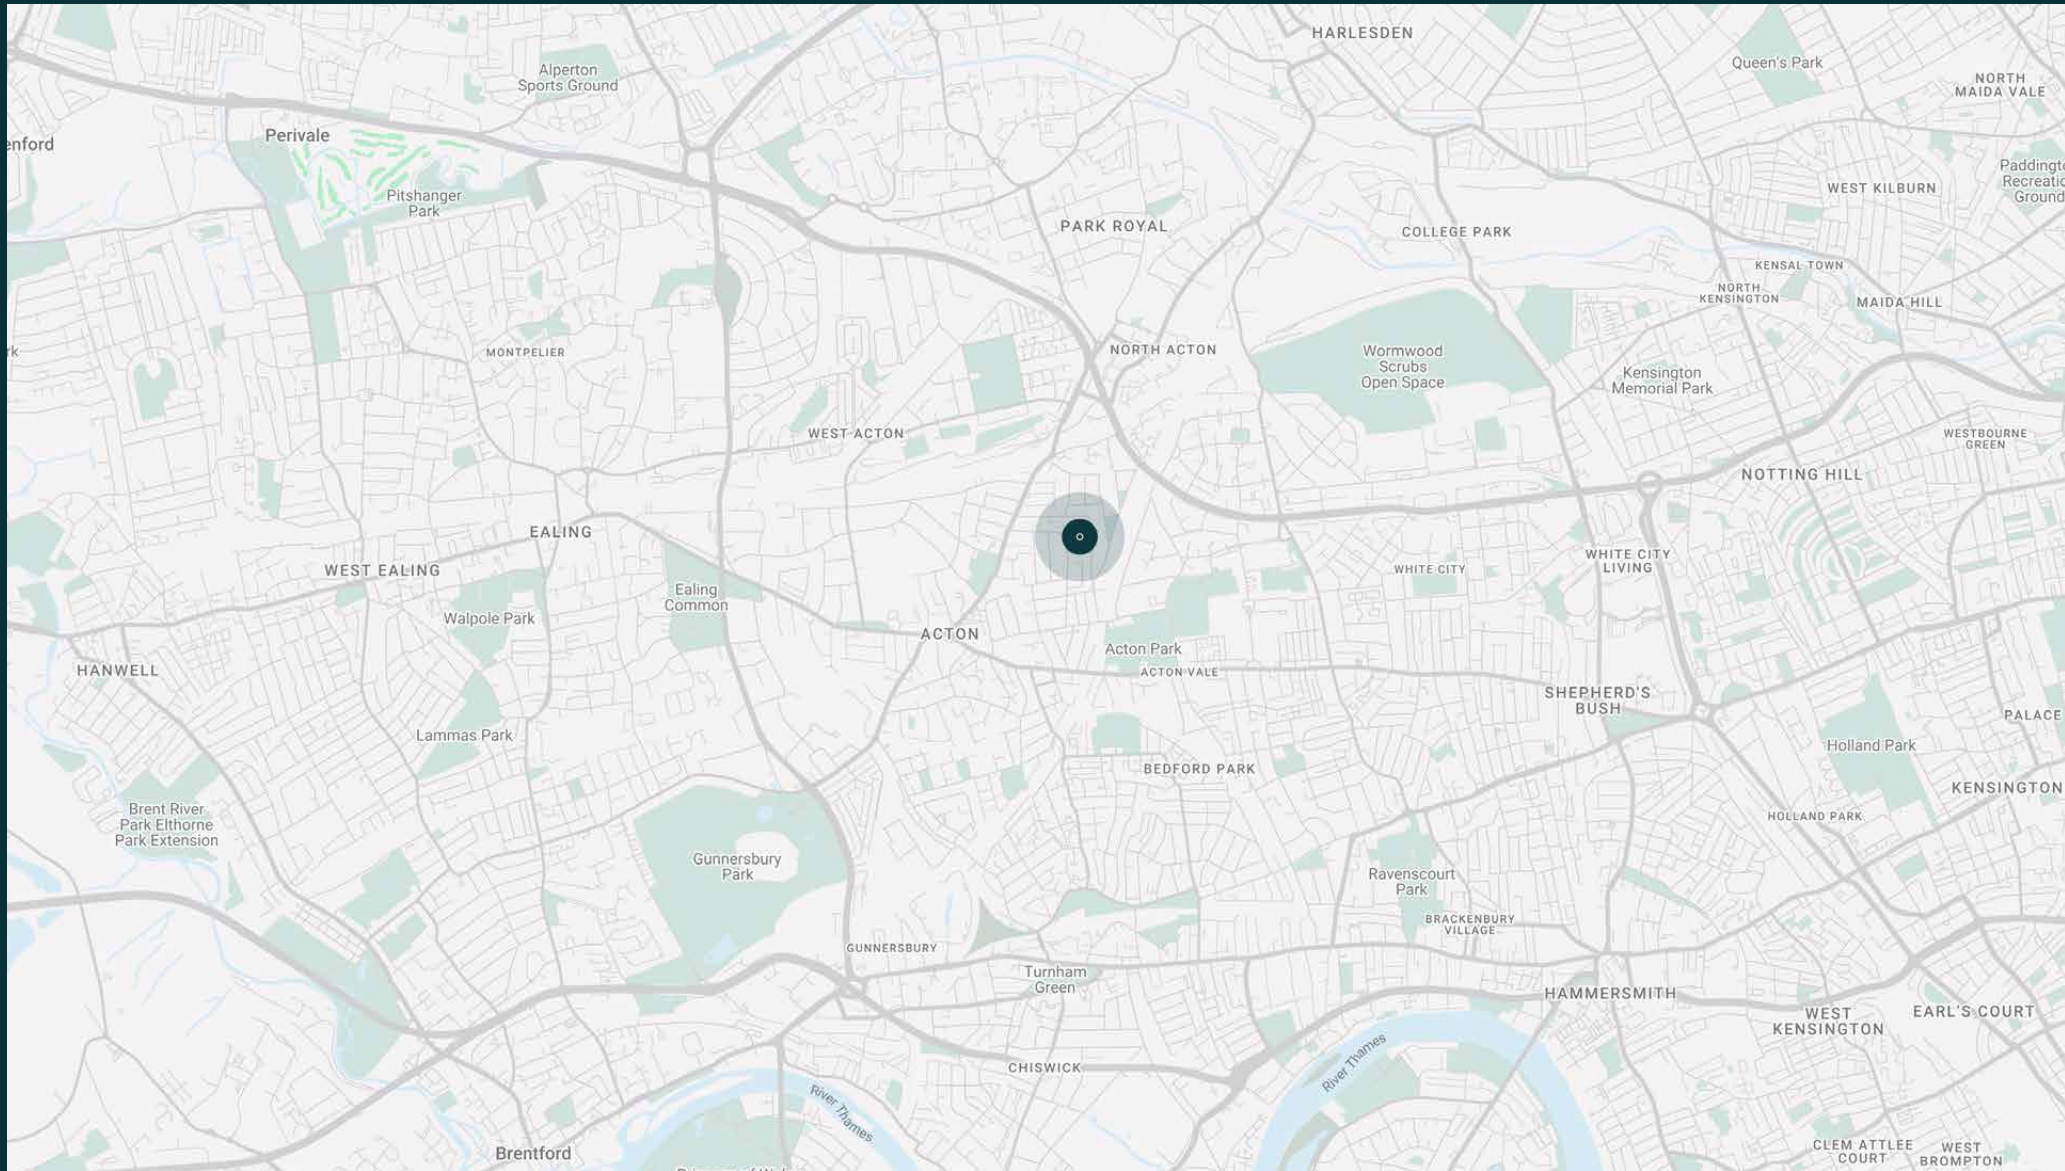 HARLESDEN
Queen's Park
NORTH
MAIDA VALE
Alperton
Sports Ground
Perivale
enford
Pitshanger
Park
PARK ROYAL
COLLEGE PARK
WEST KILBURN
Paddingt
Recreatio
Ground
KENSAL TOWN
NORTH
KENSINGTON
MAIDA HILL
rk
MONTPELIER
NORTH ACTON
Wormwood
Scrubs
Open Space
Kensington
Memorial Park
WEST ACTON
WESTBOURNE
GREEN
NOTTING HILL
EALING
WEST EALING
WHITE CITY
WHITE CITY
LIVING
Ealing
Common
Walpole Park
ACTON
Acton Park
ACTON VALE
HANWELL
SHEPHERD'S
BUSH
PALACE
Lammas Park
Holland Park
BEDFORD PARK
KENSINGTON
Brent River
Park Elthorne
Park Extension
HOLLAND PARK
Gunnersbury
Park
Ravenscourt
Park
BRACKENBURY
VILLAGE
GUNNERSBURY
Turnham
Green
HAMMERSMITH
WEST
KENSINGTON
EARL'S COURT
CHISWICK
River Thames
River Thames
Brentford
CLEM ATTLEE
COURT
WEST
BROMPTON